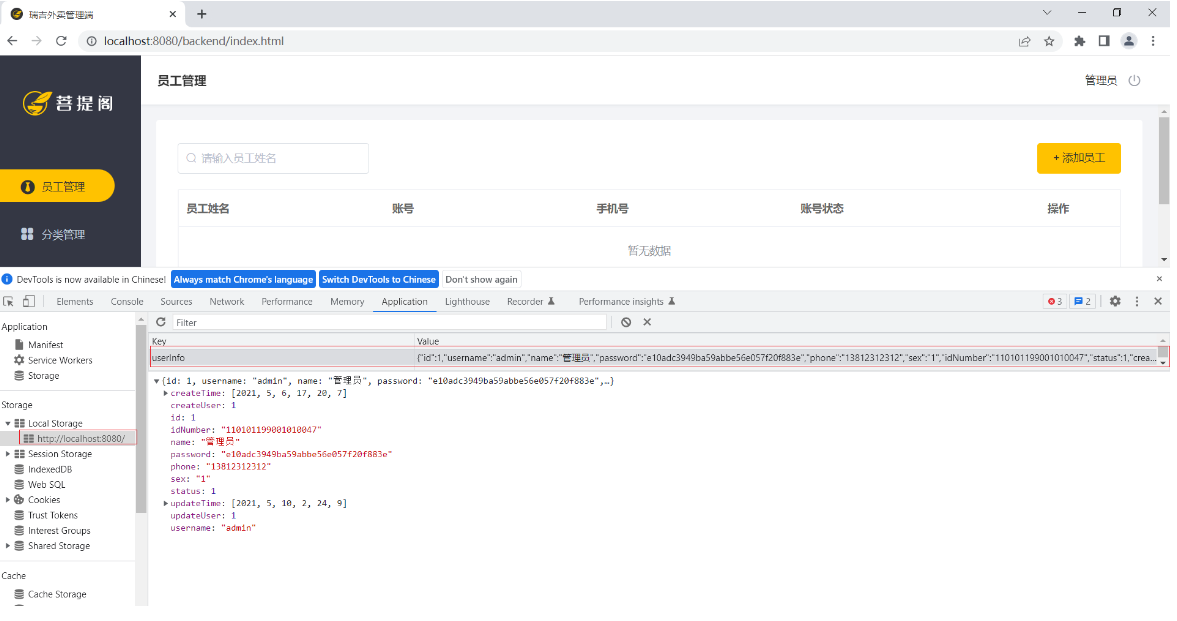 瑞吉外卖管理端
localhost:8080/backend/index.html
菩提阁
员工管理
管理员
员工管理
分类管理
请输入员工姓名
+ 添加员工
员工姓名 账号 手机号 账号状态 操作
暂无数据
DevTools is now available in Chinese! Always match Chrome's language Switch DevTools to Chinese Don't show again
Elements Console Sources Network Performance Memory Application Lighthouse Recorder Performance insights 3 2
Application
Manifest
Service Workers
Storage
Storage
Local Storage
http://localhost:8080/
Session Storage
IndexedDB
Web SQL
Cookies
Trust Tokens
Interest Groups
Shared Storage
Cache
Cache Storage
Filter
Key Value
userInfo {"id":1,"username":"admin","name":"管理员","password":"e10adc3949ba59abbe56e057f20f883e","phone":"13812312312","sex":"1","idNumber":"110101199001010047","status":1,"crea...
{id: 1, username: "admin", name: "管理员", password: "e10adc3949ba59abbe56e057f20f883e",…}
createTime: [2021, 5, 6, 17, 20, 7]
createUser: 1
id: 1
idNumber: "110101199001010047"
name: "管理员"
password: "e10adc3949ba59abbe56e057f20f883e"
phone: "13812312312"
sex: "1"
status: 1
updateTime: [2021, 5, 10, 2, 24, 9]
updateUser: 1
username: "admin"